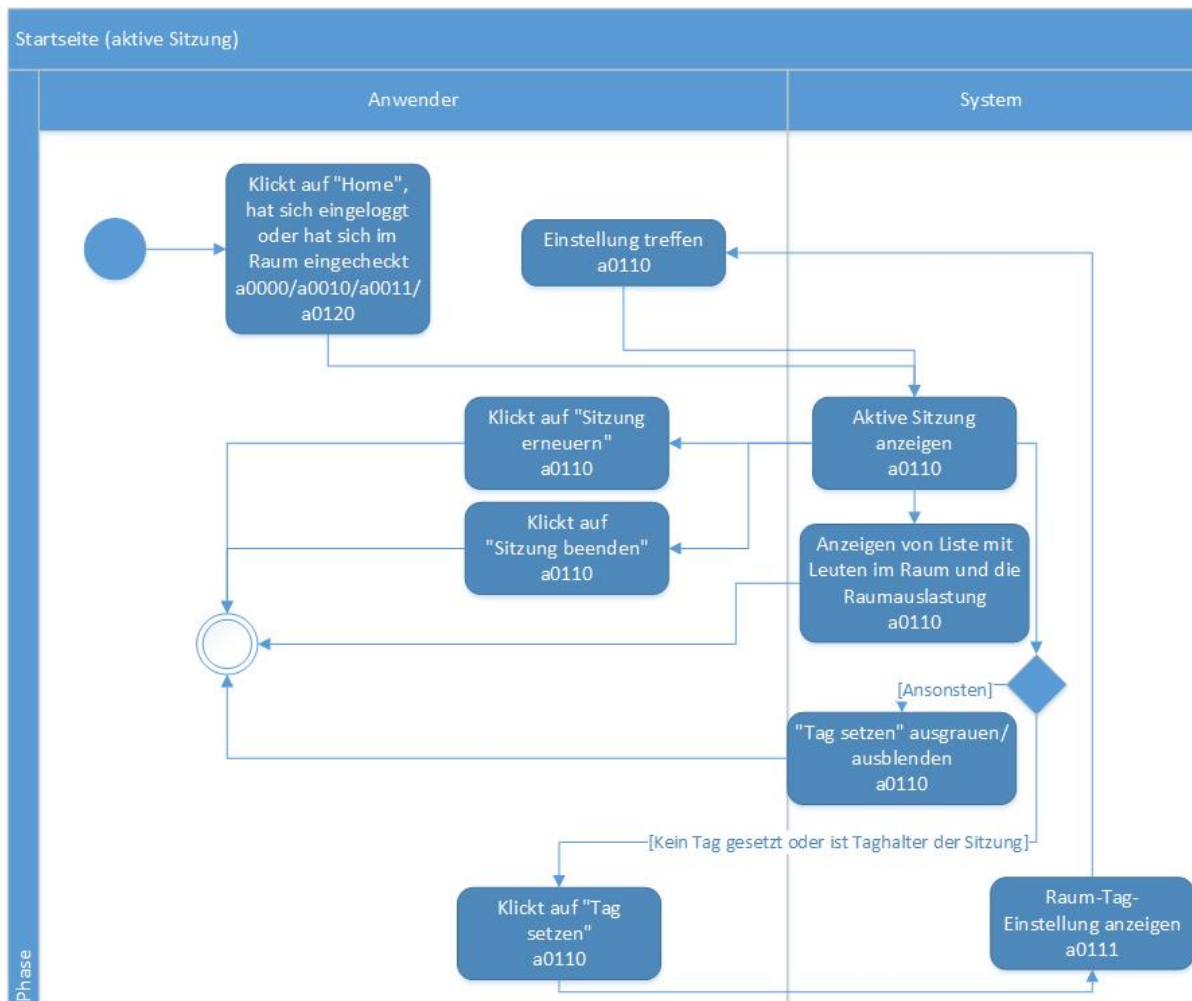 Startseite (aktive Sitzung)
Anwender
System
Klickt auf "Home",
hat sich eingeloggt
oder hat sich im
Raum eingecheckt
a0000/a0010/a0011/
a0120
Einstellung treffen
a0110
Klickt auf "Sitzung
erneuern"
a0110
Aktive Sitzung
anzeigen
a0110
Klickt auf
"Sitzung beenden"
a0110
Anzeigen von Liste mit
Leuten im Raum und die
Raumauslastung
a0110
[Ansonsten]
"Tag setzen" ausgrauen/
ausblenden
a0110
[Kein Tag gesetzt oder ist Taghalter der Sitzung]
Klickt auf "Tag
setzen"
a0110
Raum-Tag-
Einstellung anzeigen
a0111
Phase